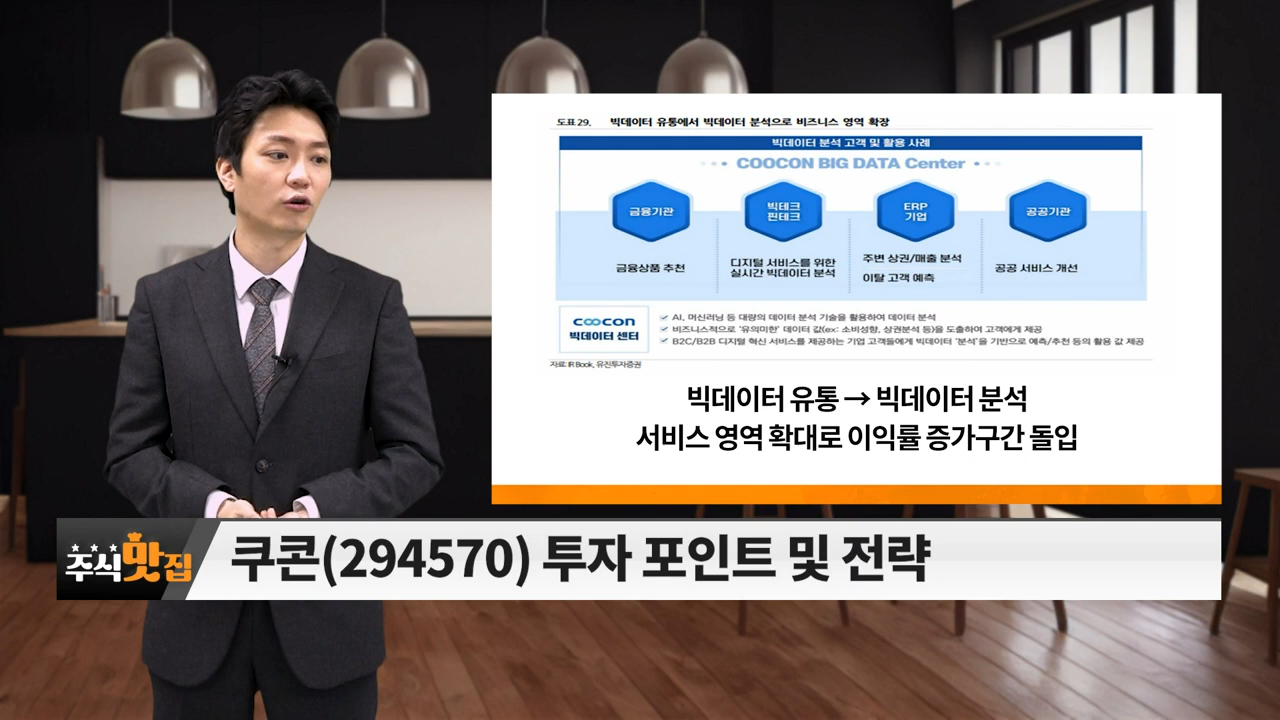 도표 29. 빅데이터 유통에서 빅데이터 분석으로 비즈니스 영역 확장
빅데이터 분석 고객 및 활용 사례
COOCON BIG DATA Center
금융기관
빅테크
핀테크
ERP
기업
공공기관
금융상품 추천
디지털 서비스를 위한
실시간 빅데이터 분석
주변 상권/매출 분석
이탈 고객 예측
공공 서비스 개선
coocon
빅데이터 센터
AI, 머신러닝 등 대량의 데이터 분석 기술을 활용하여 데이터 분석
비즈니스적으로 '유의미한' 데이터 값(ex: 소비성향, 상권분석 등)을 도출하여 고객에게 제공
B2C/B2B 디지털 혁신 서비스를 제공하는 기업 고객들에게 빅데이터 '분석'을 기반으로 예측/추천 등의 활용 값 제공
자료: IR Book, 유진투자증권
빅데이터 유통 → 빅데이터 분석
서비스 영역 확대로 이익률 증가구간 돌입
주식맛집
쿠콘(294570) 투자 포인트 및 전략